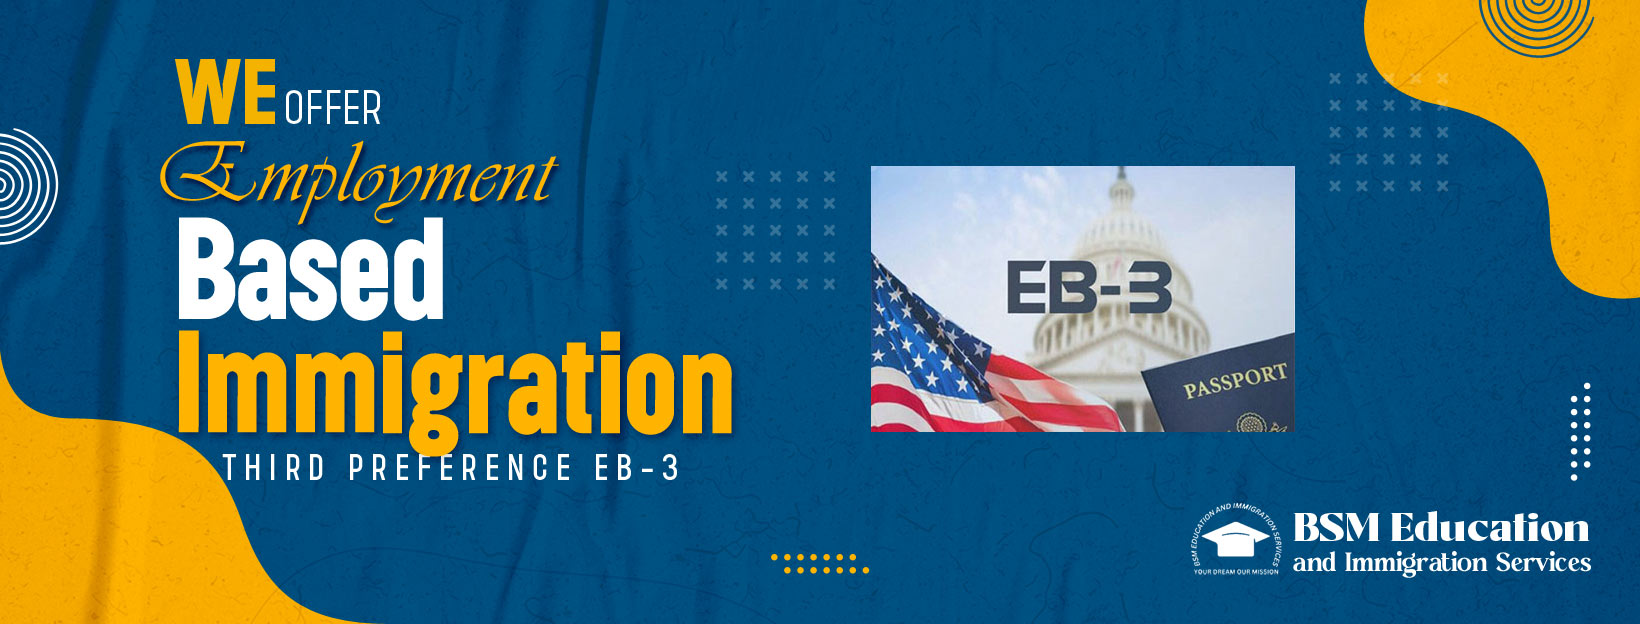 WE OFFER
Employment
Based
Immigration
THIRD PREFERENCE EB-3
EB-3
PASSPORT
BSM EDUCATION AND IMMIGRATION SERVICES
YOUR DREAM OUR MISSION
BSM Education
and Immigration Services